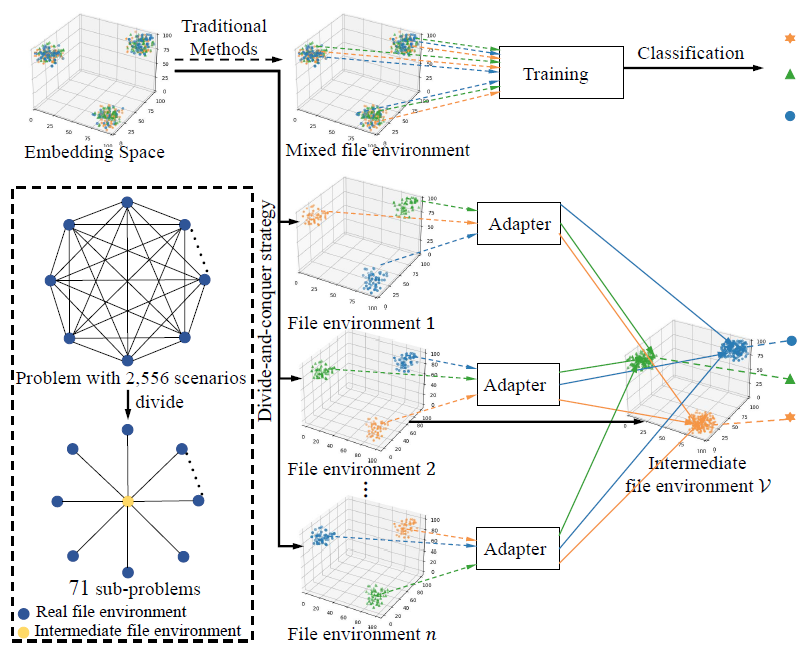 Traditional
Methods
Embedding Space
Mixed file environment
Training
Classification
Divide-and-conquer strategy
Problem with 2,556 scenarios
divide
71 sub-problems
Real file environment
Intermediate file environment
Adapter
File environment 1
Adapter
File environment 2
Adapter
File environment n
Intermediate
file environment 𝒱